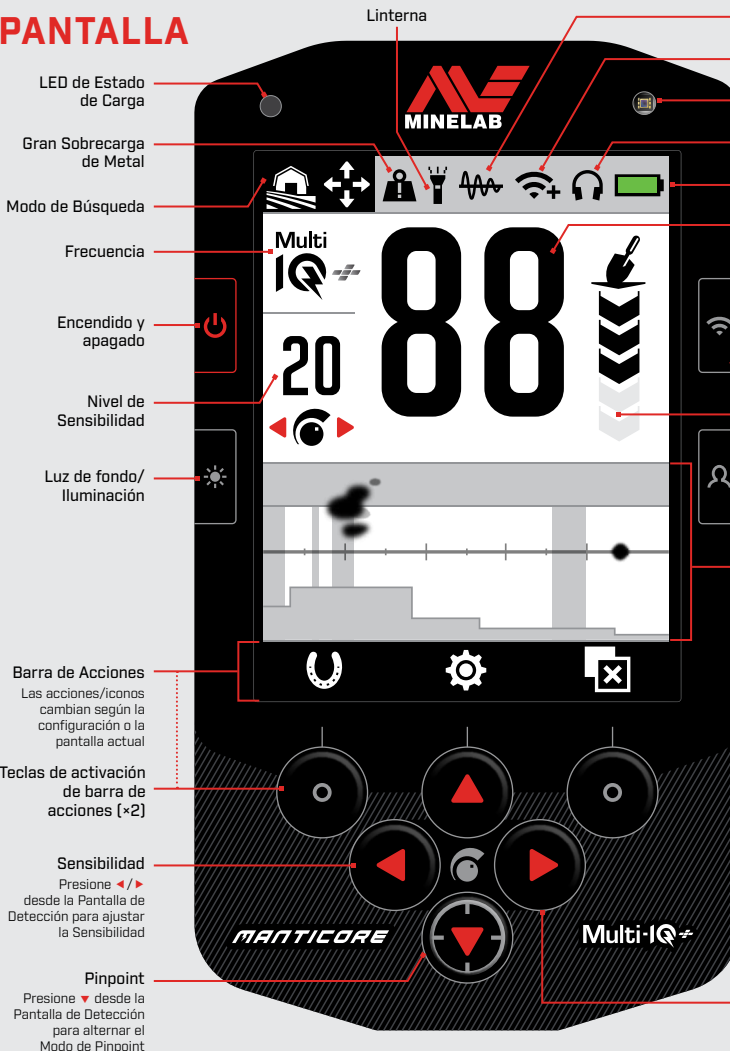 PANTALLA
Linterna
LED de Estado
de Carga
Gran Sobrecarga
de Metal
Modo de Búsqueda
Frecuencia
Encendido y
apagado
Nivel de
Sensibilidad
Luz de fondo/
Iluminación
Barra de Acciones
Las acciones/iconos
cambian según la
configuración o la
pantalla actual
Teclas de activación
de barra de
acciones (×2)
Sensibilidad
Presione ◄/►
desde la Pantalla de
Detección para ajustar
la Sensibilidad
Pinpoint
Presione ▼ desde la
Pantalla de Detección
para alternar el
Modo de Pinpoint
MINELAB
Multi
IQ
88
20
MANTICORE
Multi-IQ+